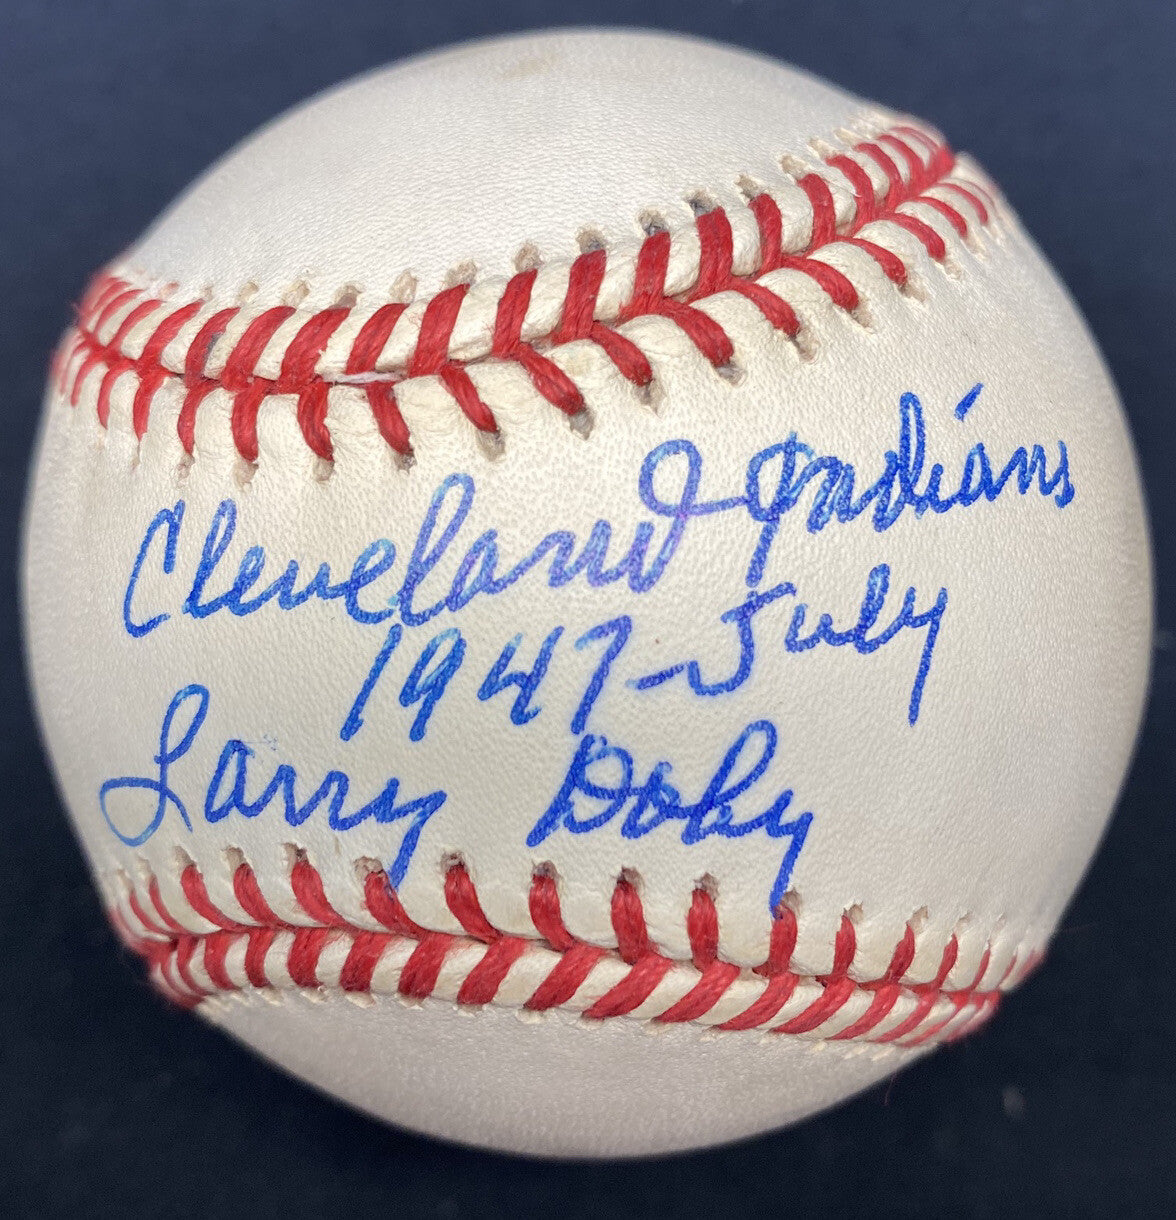 Cleveland Indians
1947-July
Larry Doby